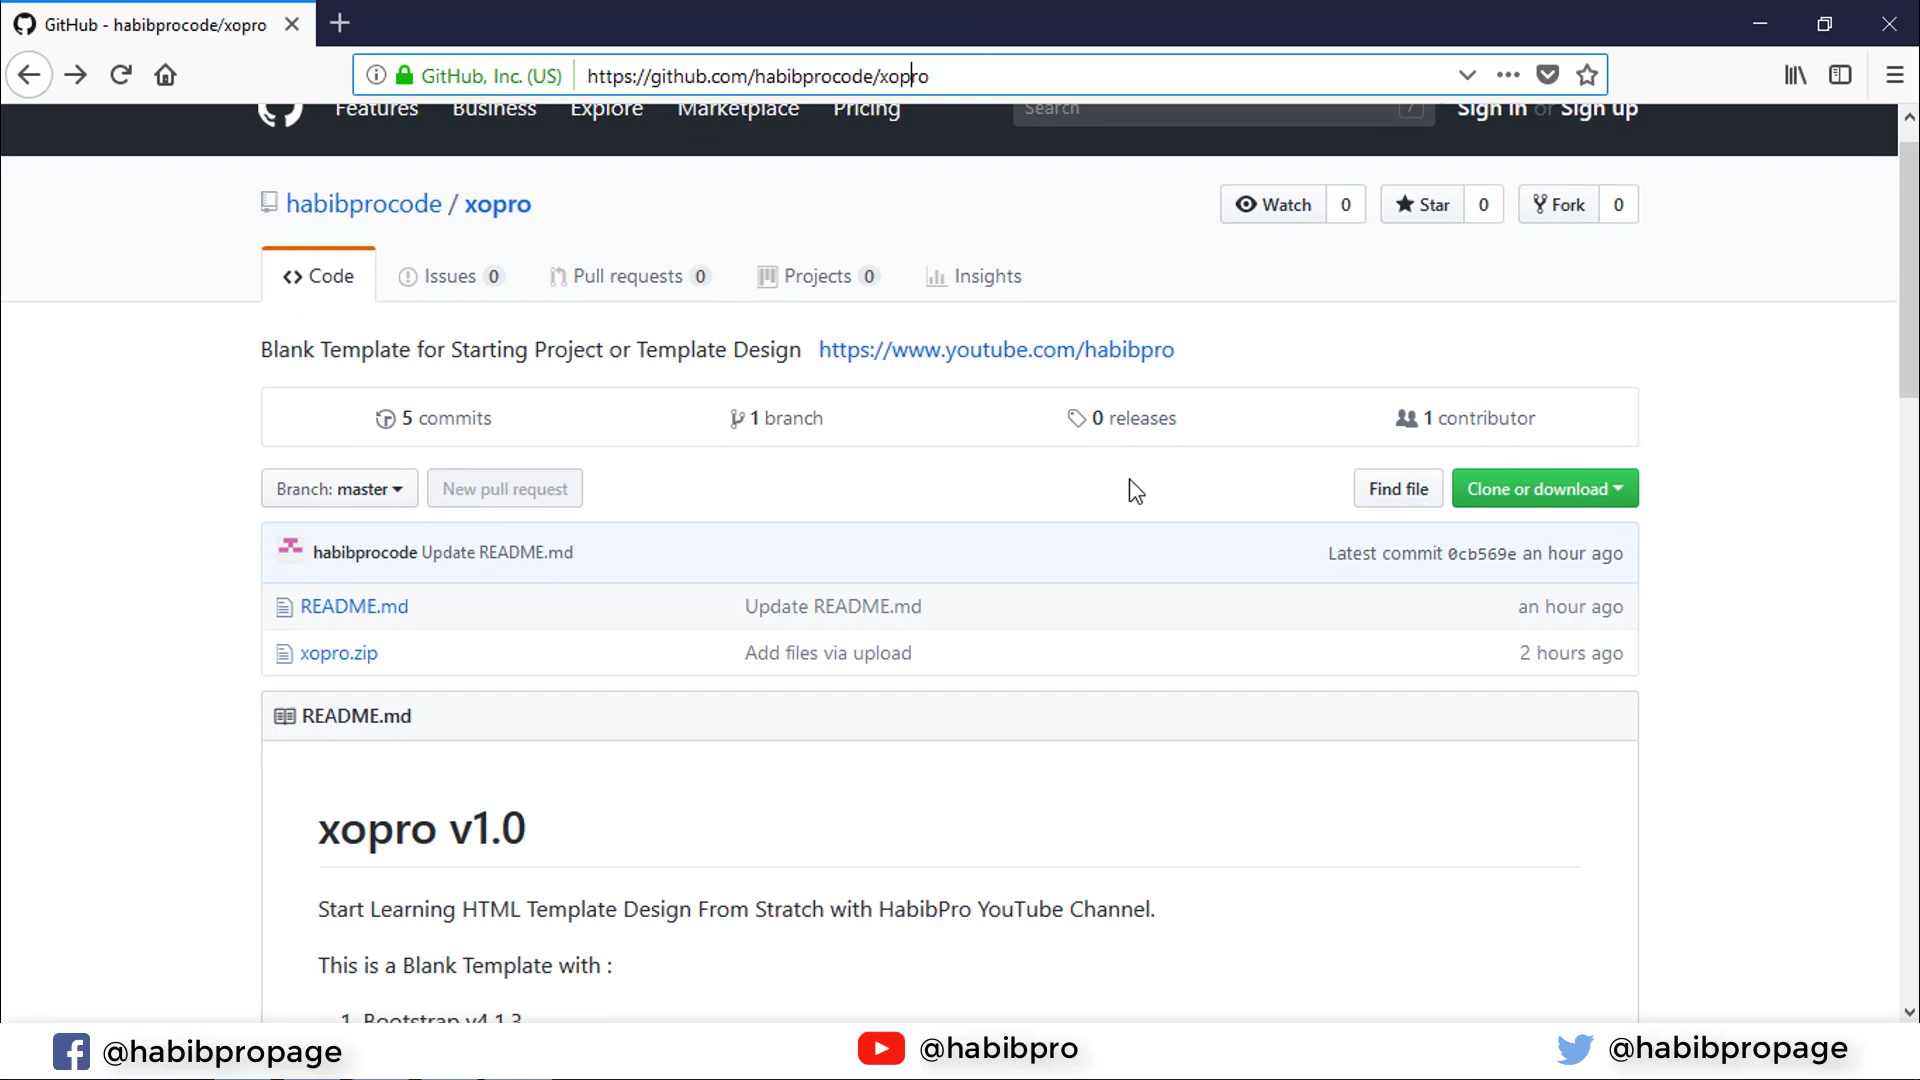 GitHub - habibprocode/xopro
GitHub, Inc. (US) https://github.com/habibprocode/xopro
Features Business Explore Marketplace Pricing Search / Sign in or Sign up
habibprocode / xopro
Watch 0 Star 0 Fork 0
Code Issues 0 Pull requests 0 Projects 0 Insights
Blank Template for Starting Project or Template Design https://www.youtube.com/habibpro
5 commits 1 branch 0 releases 1 contributor
Branch: master New pull request Find file Clone or download
habibprocode Update README.md Latest commit 0cb569e an hour ago
README.md Update README.md an hour ago
xopro.zip Add files via upload 2 hours ago
README.md
xopro v1.0
Start Learning HTML Template Design From Stratch with HabibPro YouTube Channel.
This is a Blank Template with :
1. Bootstrap v4.1.3
@habibpropage @habibpro @habibpropage